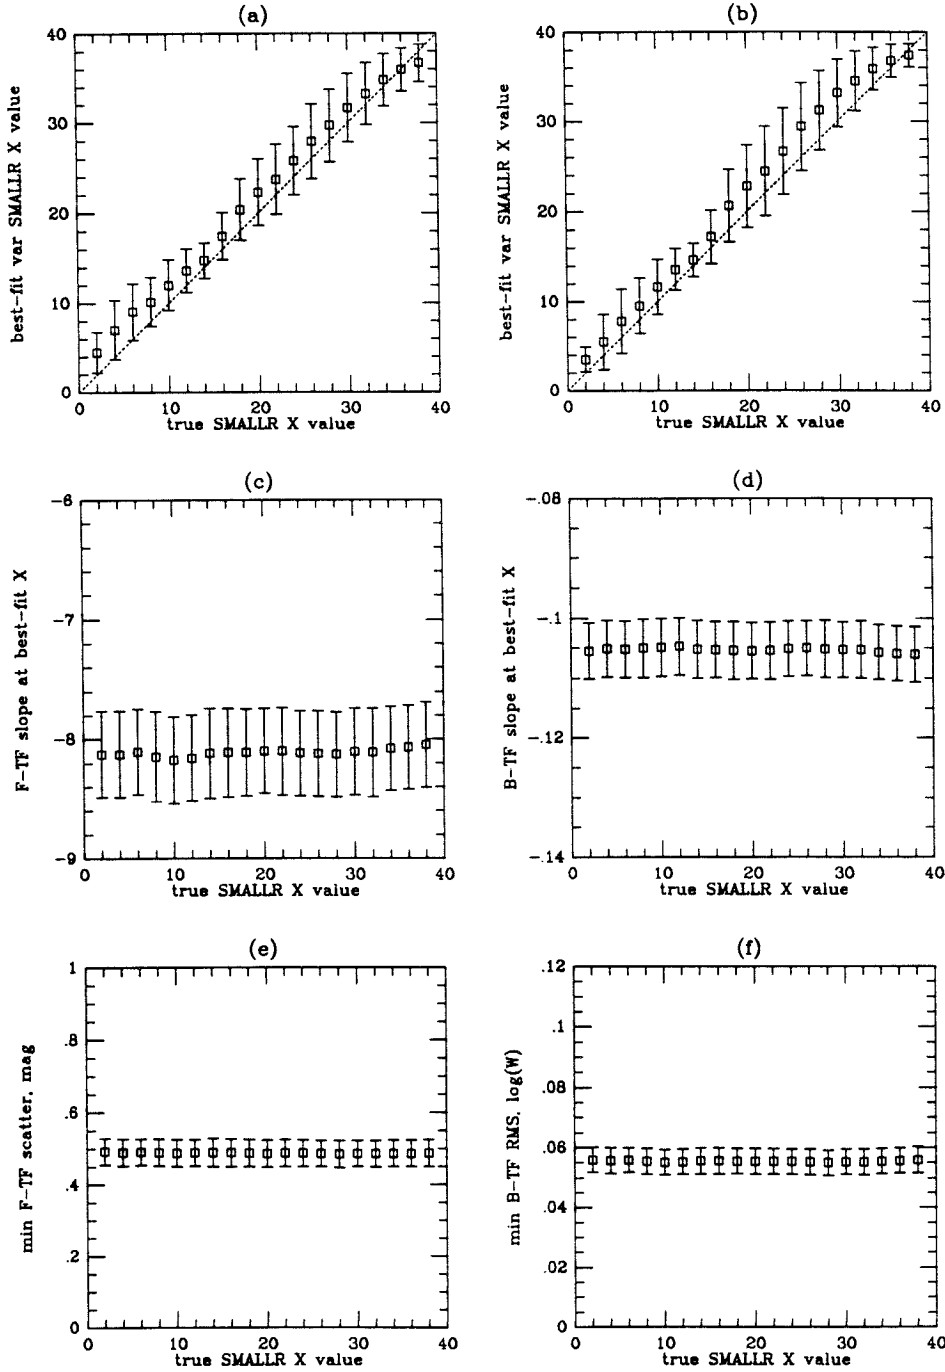 (a)
40
30
20
10
0
best-fit var SMALLR X value
0 10 20 30 40
true SMALLR X value
(b)
40
30
20
10
0
best-fit var SMALLR X value
0 10 20 30 40
true SMALLR X value
(c)
-6
-7
-8
-9
F-TF slope at best-fit X
0 10 20 30 40
true SMALLR X value
(d)
-.08
-.1
-.12
-.14
B-TF slope at best-fit X
0 10 20 30 40
true SMALLR X value
(e)
1
.8
.6
.4
.2
0
min F-TF scatter, mag
0 10 20 30 40
true SMALLR X value
(f)
.12
.1
.08
.06
.04
.02
0
min B-TF RMS, log(W)
0 10 20 30 40
true SMALLR X value